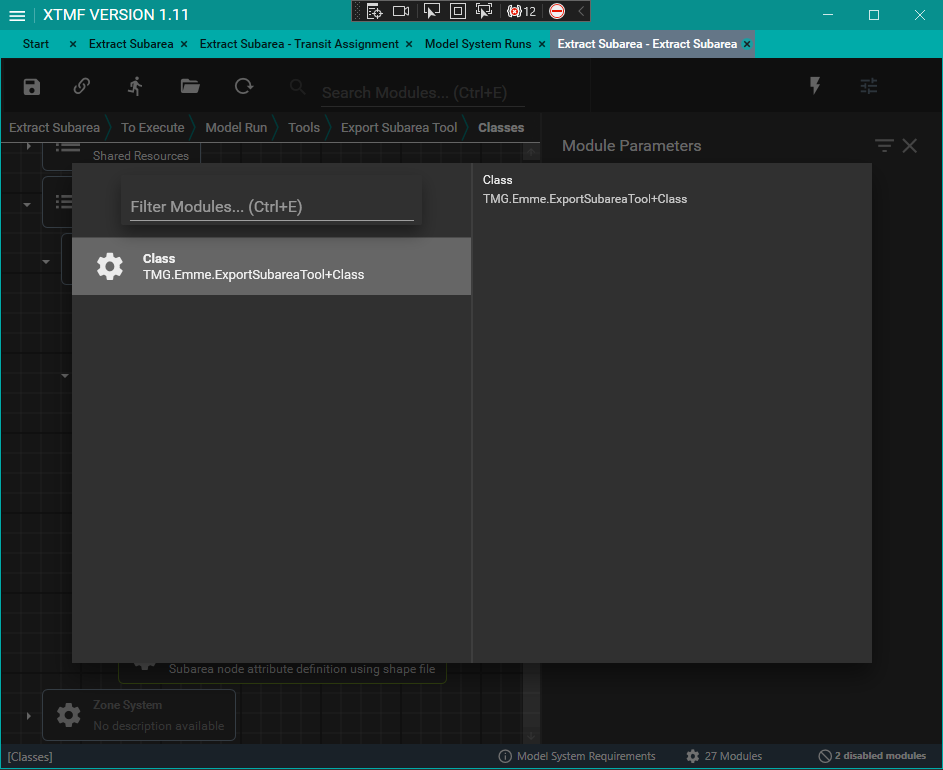 XTMF VERSION 1.11
12
Start × Extract Subarea × Extract Subarea - Transit Assignment × Model System Runs × Extract Subarea - Extract Subarea ×
Search Modules... (Ctrl+E)
Extract Subarea To Execute Model Run Tools Export Subarea Tool Classes
Module Parameters
Shared Resources
Filter Modules... (Ctrl+E)
Class
TMG.Emme.ExportSubareaTool+Class
Class
TMG.Emme.ExportSubareaTool+Class
Subarea node attribute definition using shape file
Zone System
No description available
[Classes]
Model System Requirements
27 Modules
2 disabled modules